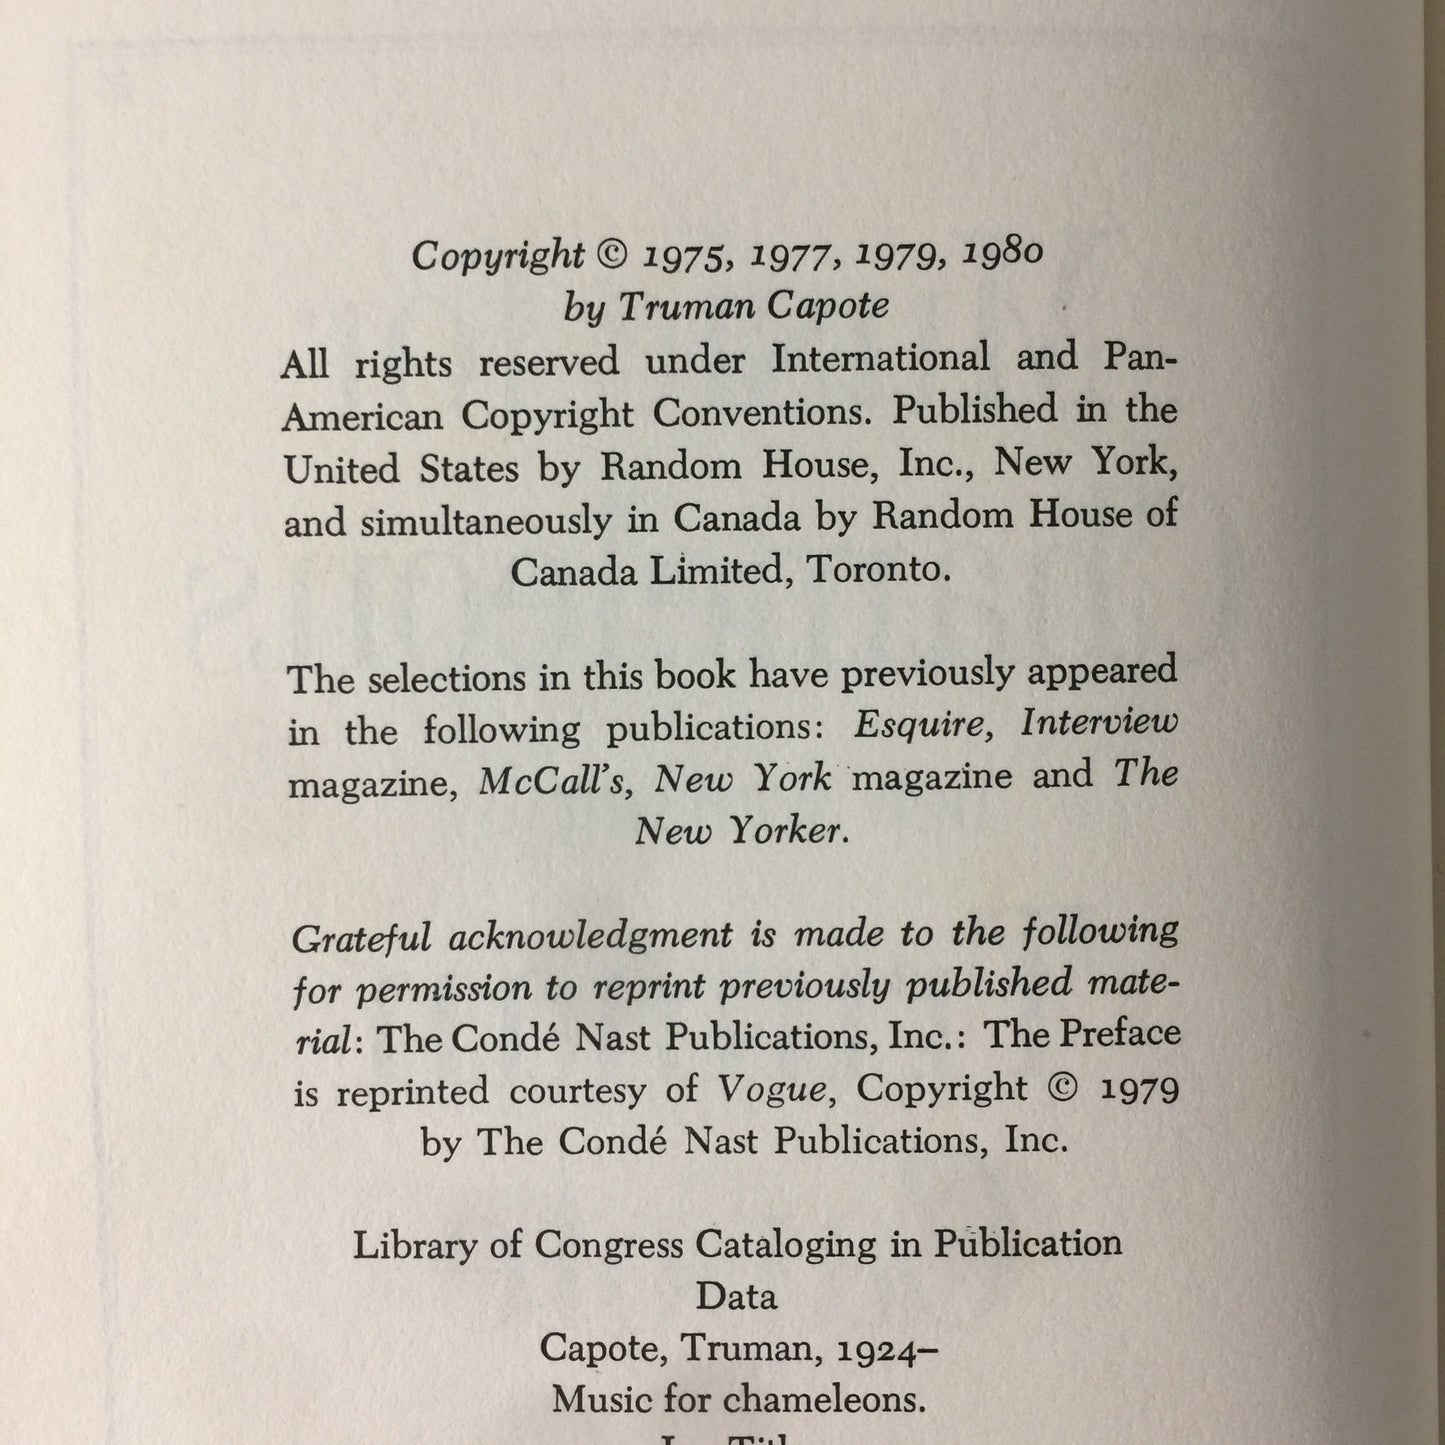 Copyright © 1975, 1977, 1979, 1980
by Truman Capote
All rights reserved under International and Pan-
American Copyright Conventions. Published in the
United States by Random House, Inc., New York,
and simultaneously in Canada by Random House of
Canada Limited, Toronto.
The selections in this book have previously appeared
in the following publications: Esquire, Interview
magazine, McCall's, New York magazine and The
New Yorker.
Grateful acknowledgment is made to the following
for permission to reprint previously published mate-
rial: The Condé Nast Publications, Inc.: The Preface
is reprinted courtesy of Vogue, Copyright © 1979
by The Condé Nast Publications, Inc.
Library of Congress Cataloging in Publication
Data
Capote, Truman, 1924–
Music for chameleons.